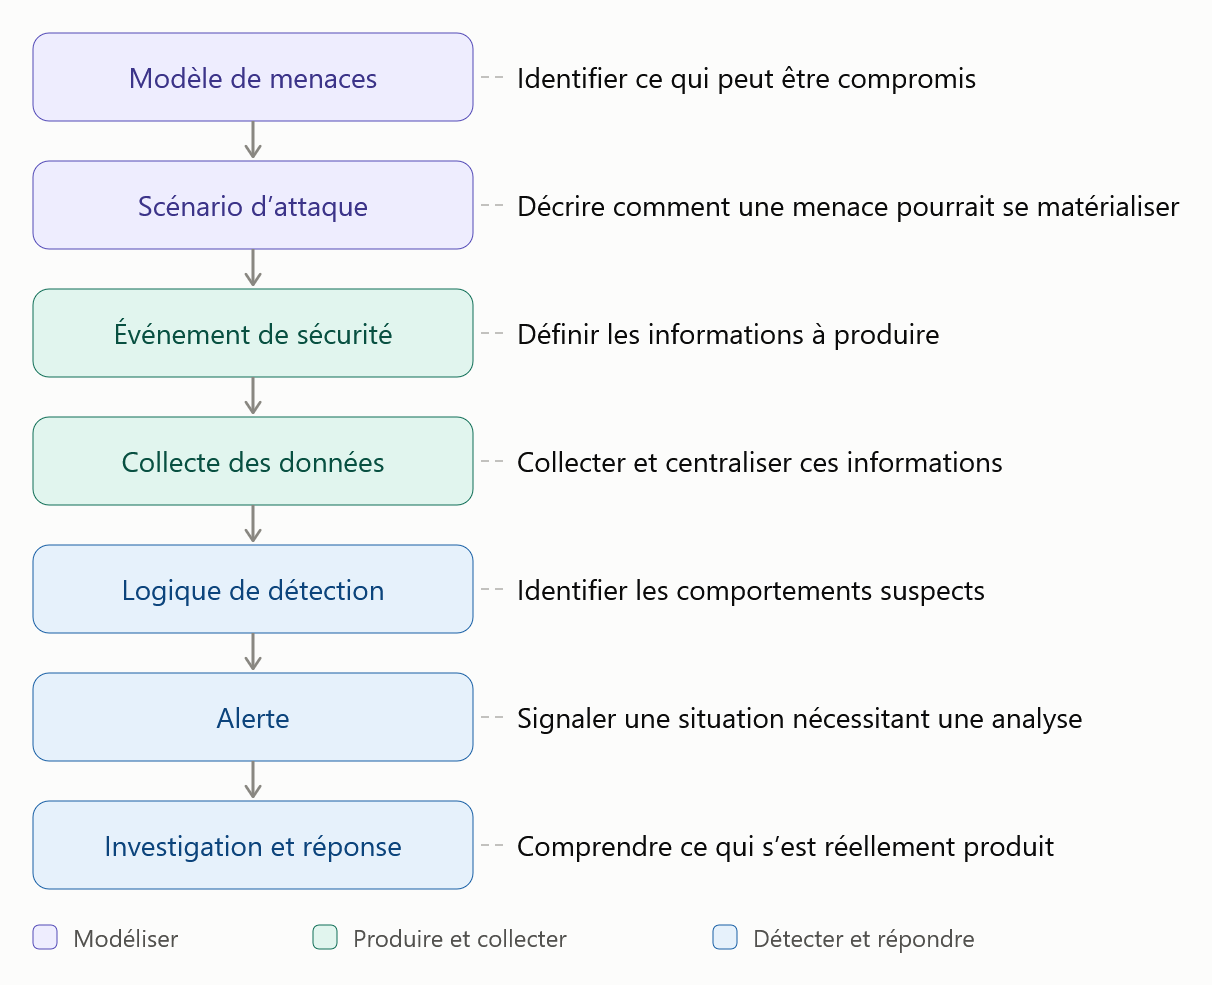 Modèle de menaces
Identifier ce qui peut être compromis
Scénario d’attaque
Décrire comment une menace pourrait se matérialiser
Événement de sécurité
Définir les informations à produire
Collecte des données
Collecter et centraliser ces informations
Logique de détection
Identifier les comportements suspects
Alerte
Signaler une situation nécessitant une analyse
Investigation et réponse
Comprendre ce qui s’est réellement produit
Modéliser
Produire et collecter
Détecter et répondre